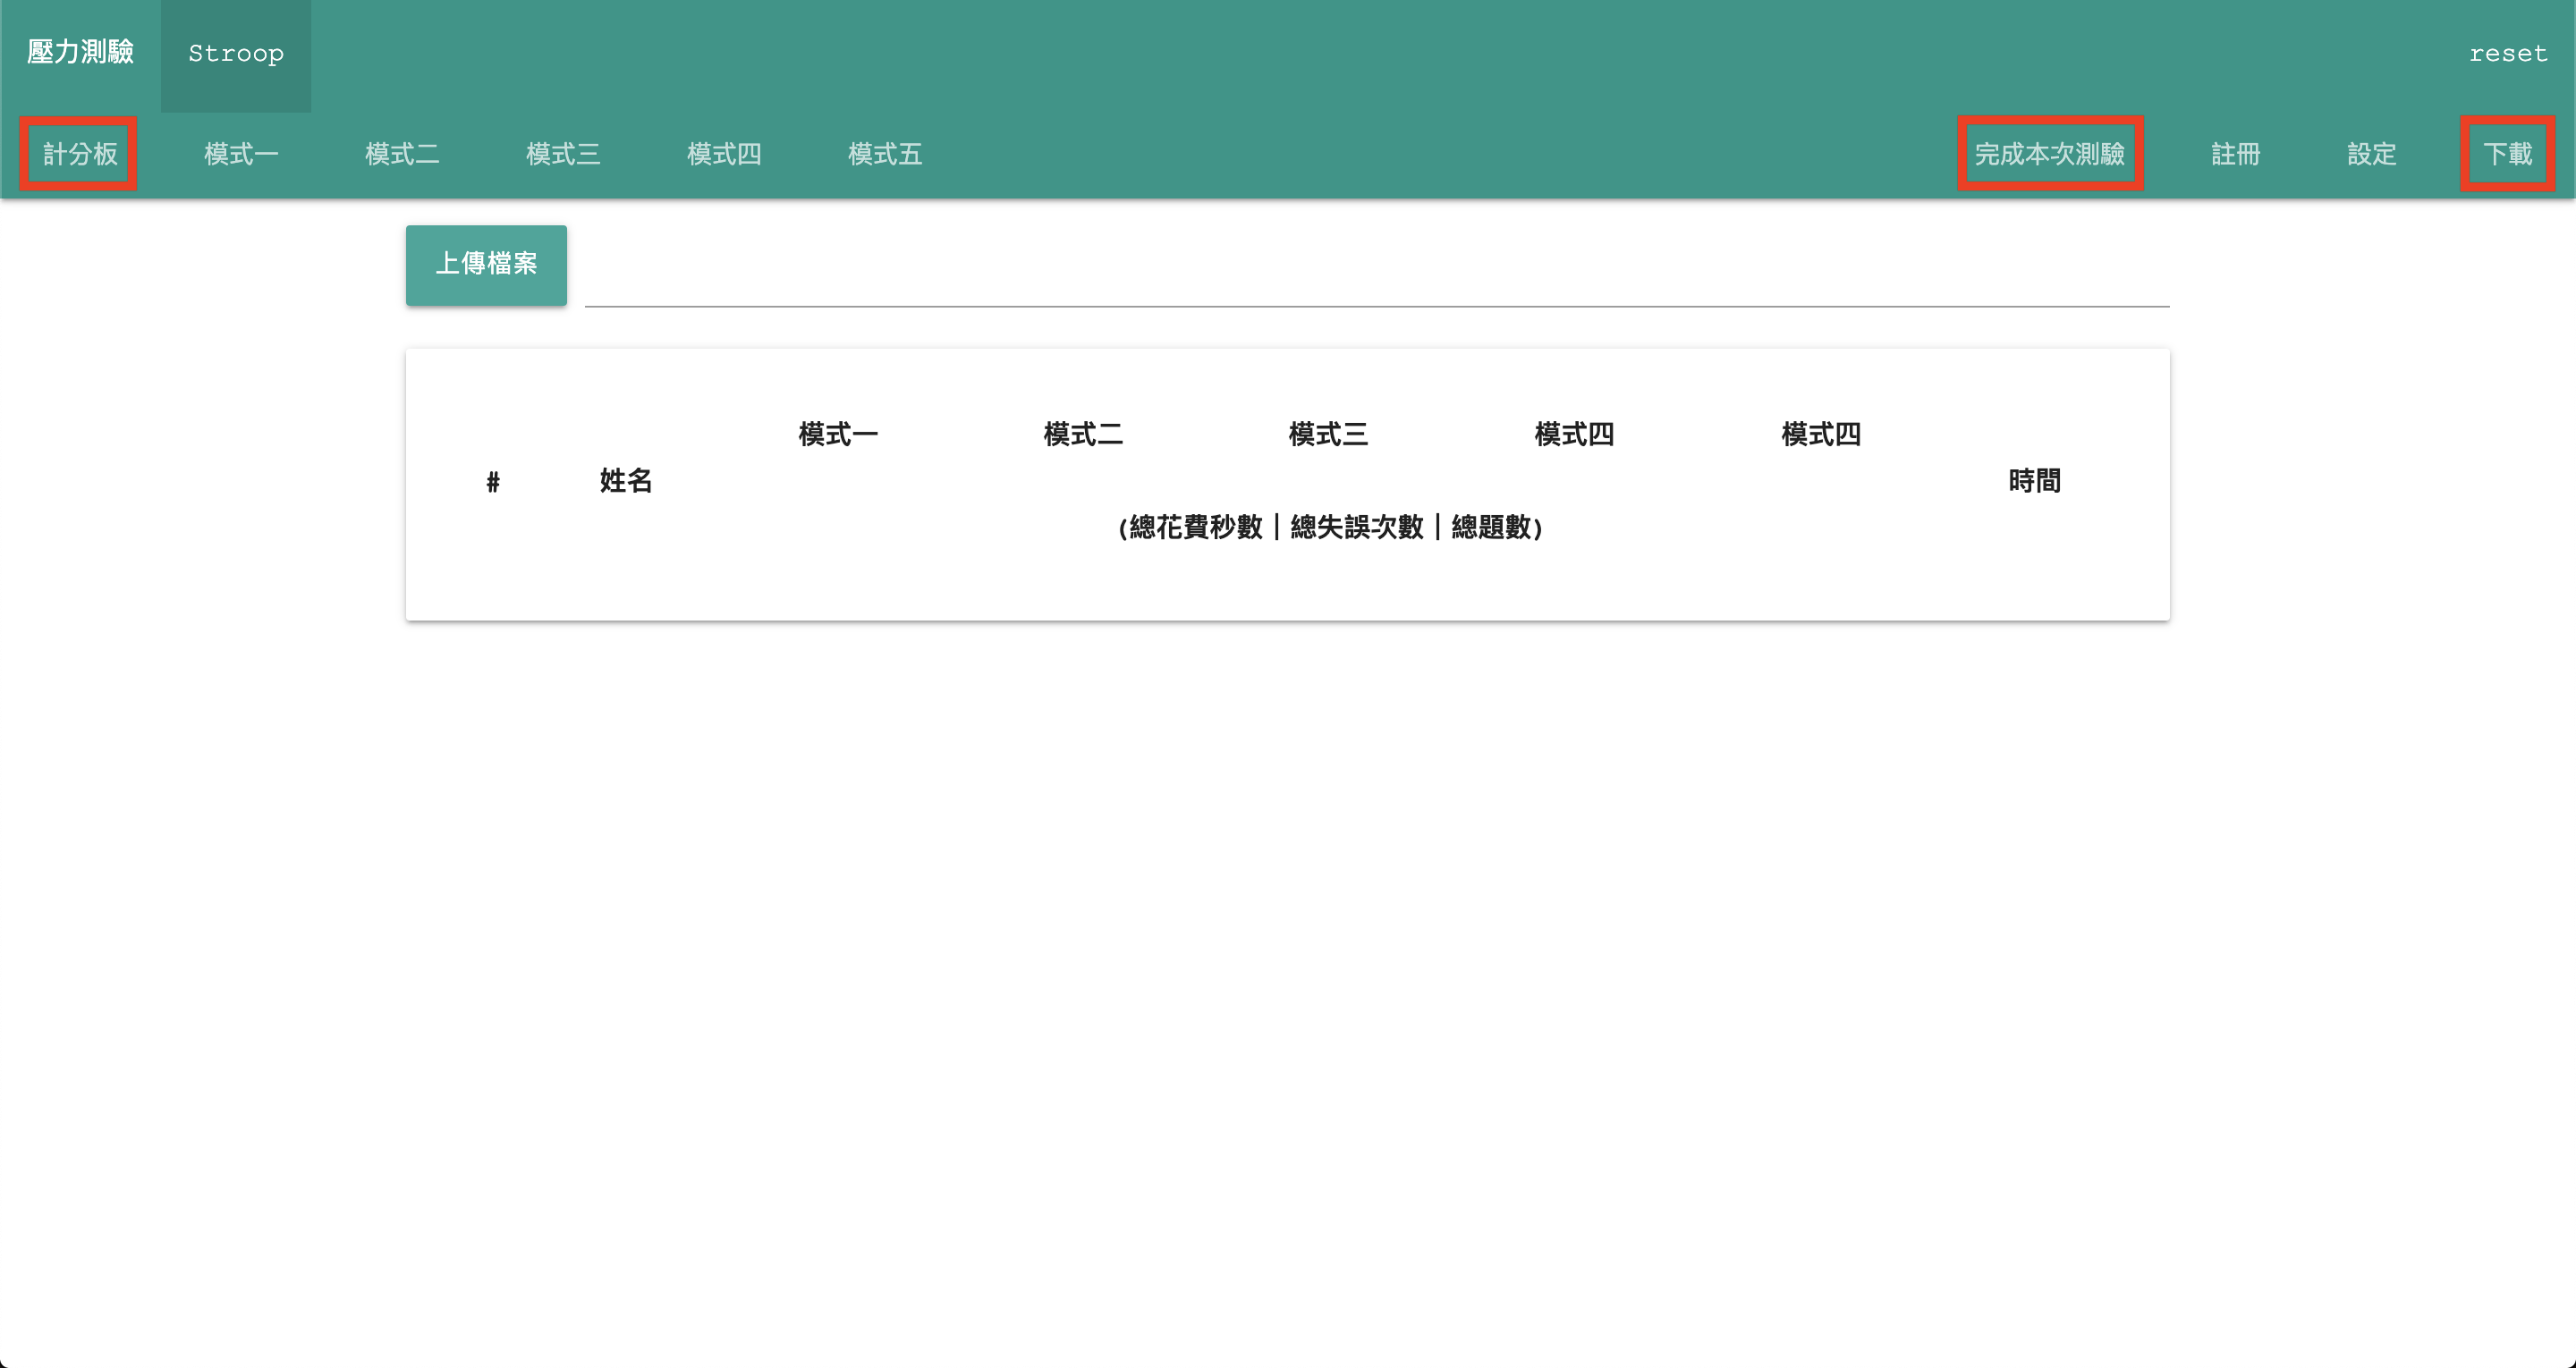 壓力測驗 Stroop reset
計分板 模式一 模式二 模式三 模式四 模式五 完成本次測驗 註冊 設定 下載
上傳檔案
模式一 模式二 模式三 模式四 模式四
# 姓名 時間
(總花費秒數｜總失誤次數｜總題數)